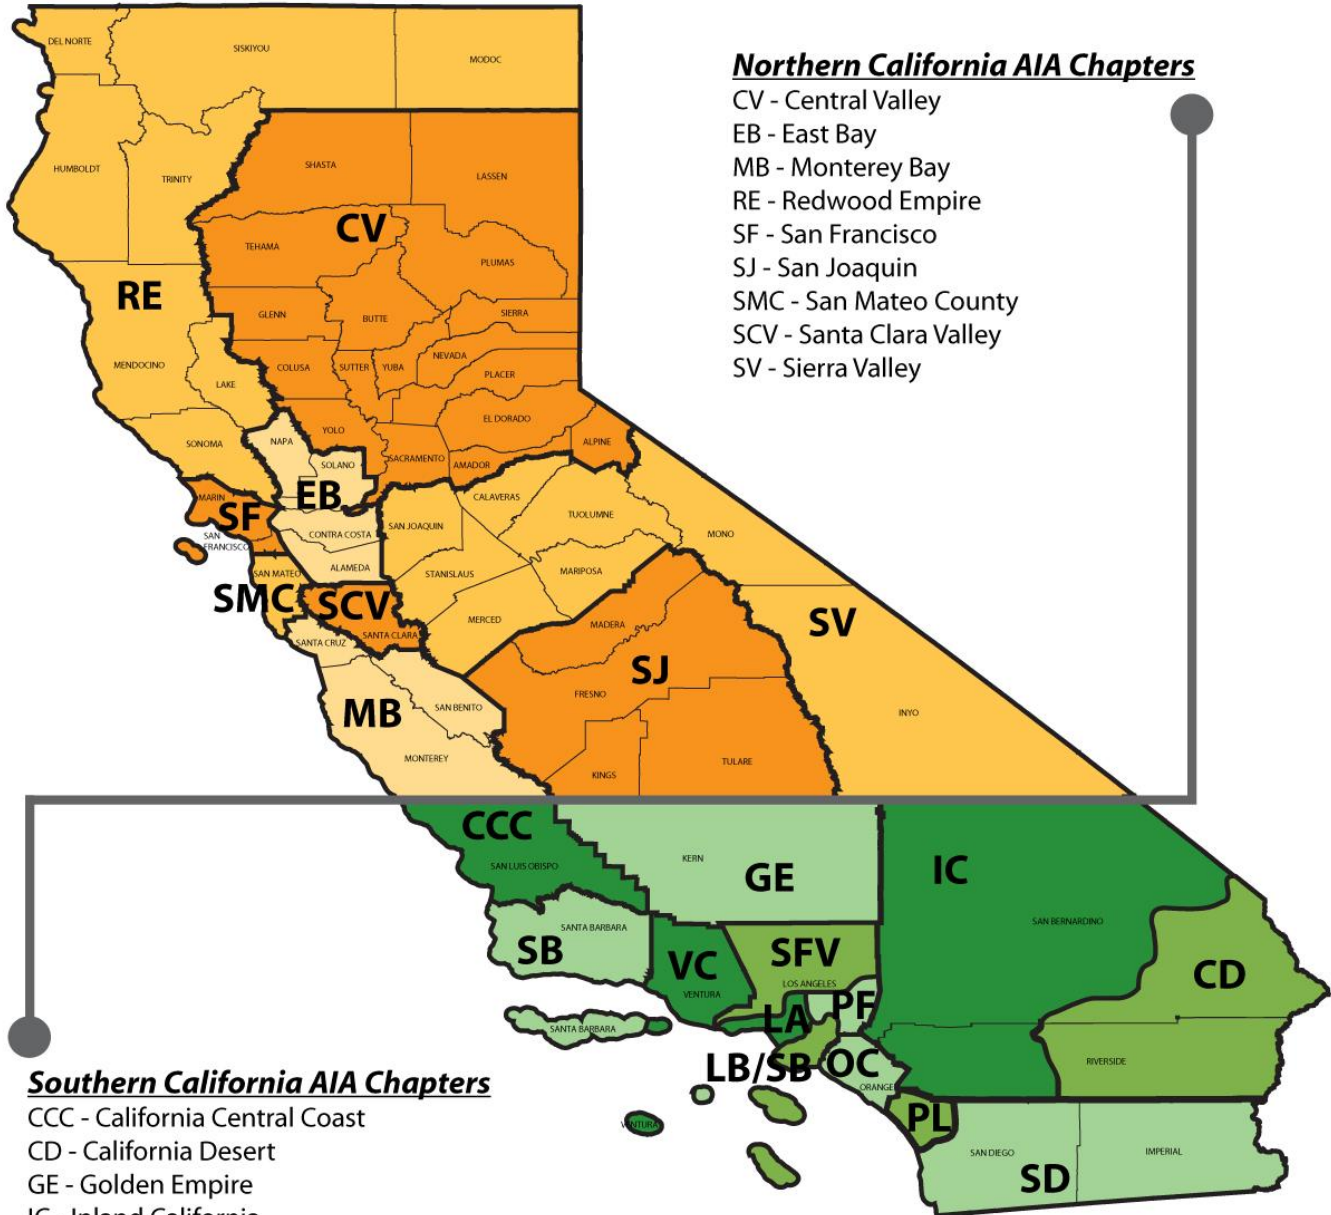 DEL NORTE
SISKIYOU
MODOC
Northern California AIA Chapters
CV - Central Valley
EB - East Bay
MB - Monterey Bay
RE - Redwood Empire
SF - San Francisco
SJ - San Joaquin
SMC - San Mateo County
SCV - Santa Clara Valley
SV - Sierra Valley
HUMBOLDT
TRINITY
SHASTA
LASSEN
CV
TEHAMA
PLUMAS
RE
GLENN
BUTTE
SIERRA
MENDOCINO
LAKE
COLUSA
SUTTER
YUBA
NEVADA
PLACER
EL DORADO
SONOMA
NAPA
YOLO
SOLANO
SACRAMENTO
AMADOR
ALPINE
MARIN
SF
EB
SAN
FRANCISCO
CONTRA COSTA
SAN JOAQUIN
CALAVERAS
TUOLUMNE
MONO
SAN MATEO
ALAMEDA
STANISLAUS
MARIPOSA
SMC
SCV
SANTA CRUZ
SANTA CLARA
MERCED
MADERA
SV
SJ
MB
SAN BENITO
FRESNO
INYO
MONTEREY
KINGS
TULARE
CCC
SAN LUIS OBISPO
KERN
GE
IC
SAN BERNARDINO
SB
SANTA BARBARA
VC
VENTURA
SFV
LOS ANGELES
CD
SANTA BARBARA
LA
PF
LB/SB
OC
ORANGE
RIVERSIDE
VENTURA
PL
SAN DIEGO
SD
IMPERIAL
Southern California AIA Chapters
CCC - California Central Coast
CD - California Desert
GE - Golden Empire
IC - Inland California